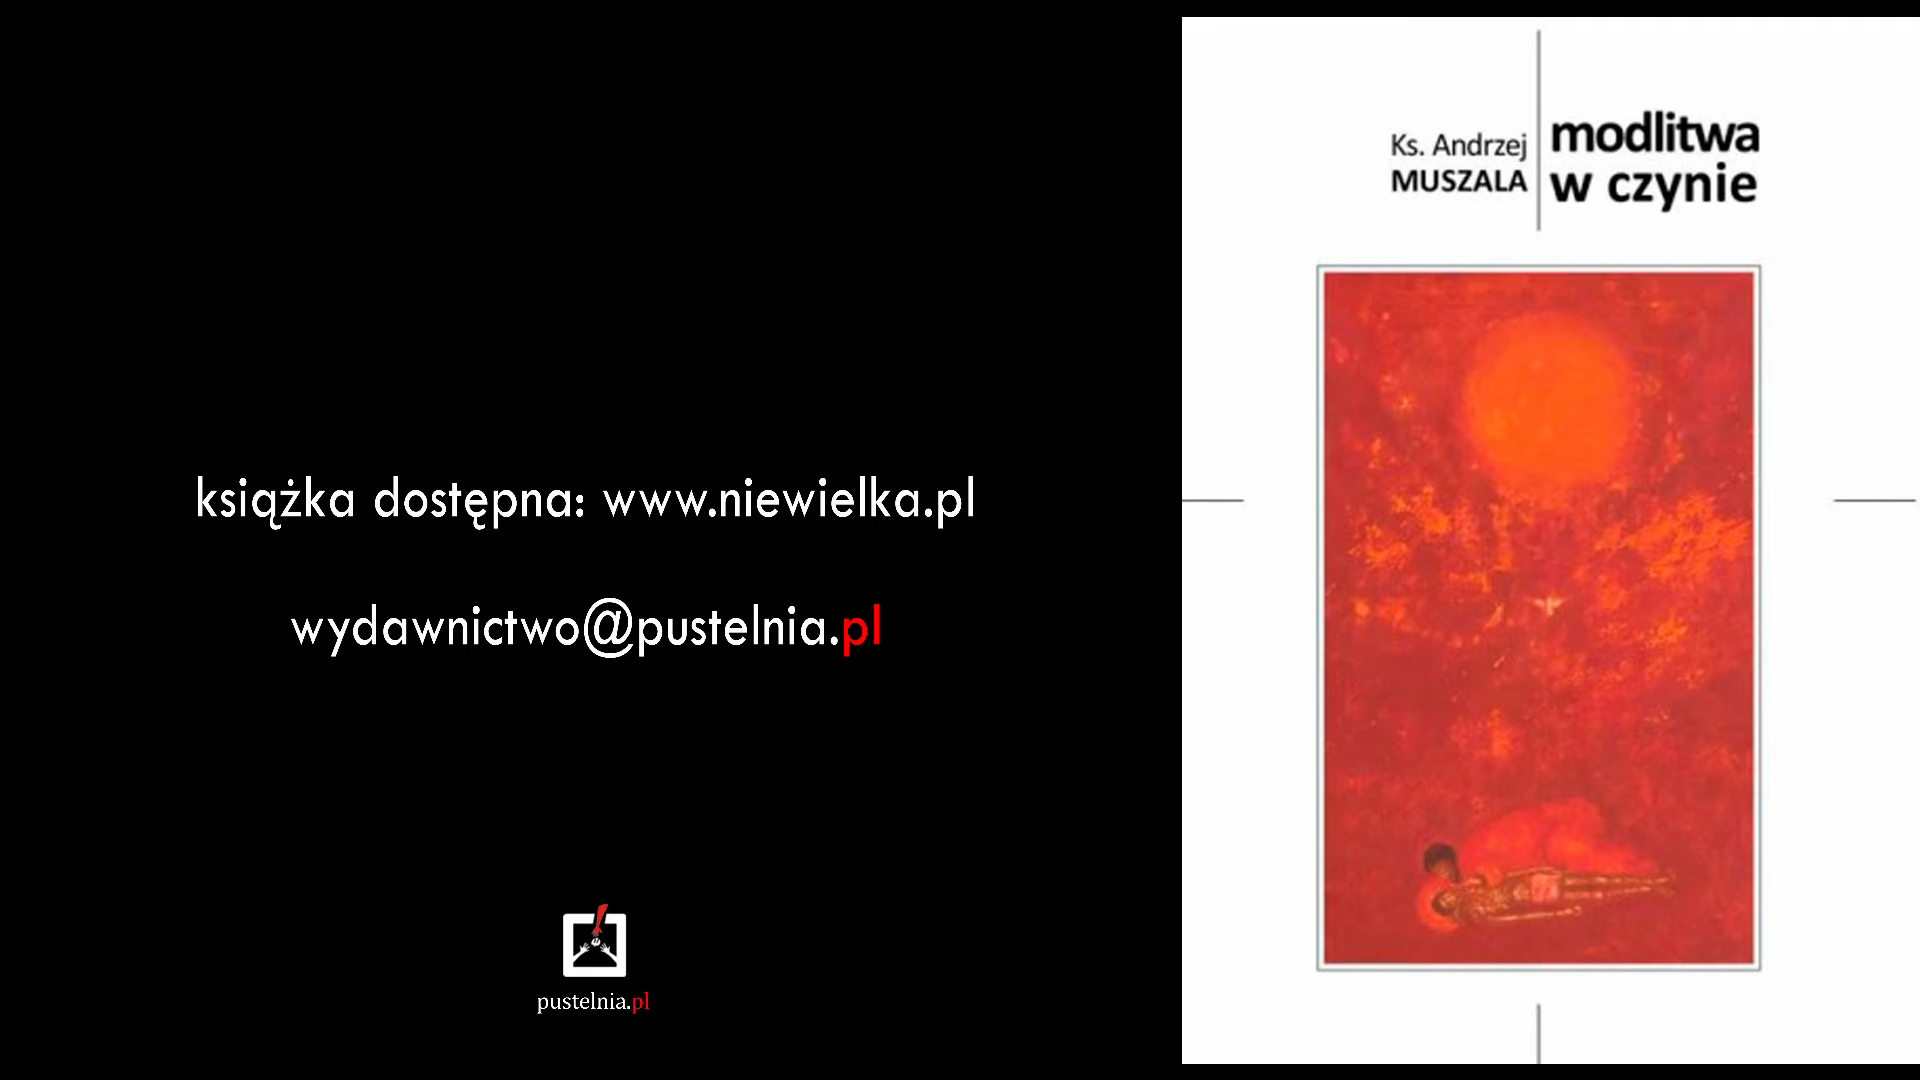 książka dostępna: www.niewielka.pl
wydawnictwo@pustelnia.pl
pustelnia.pl
Ks. Andrzej
MUSZALA
modlitwa
w czynie